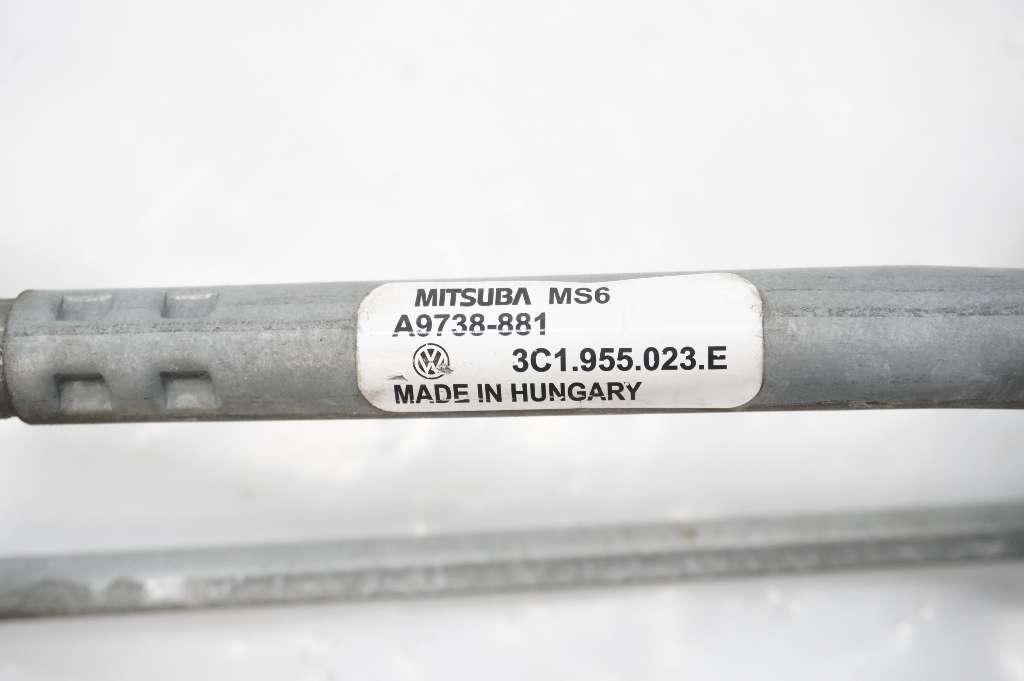 MITSUBA MS6
A9738-881
3C1.955.023.E
MADE IN HUNGARY